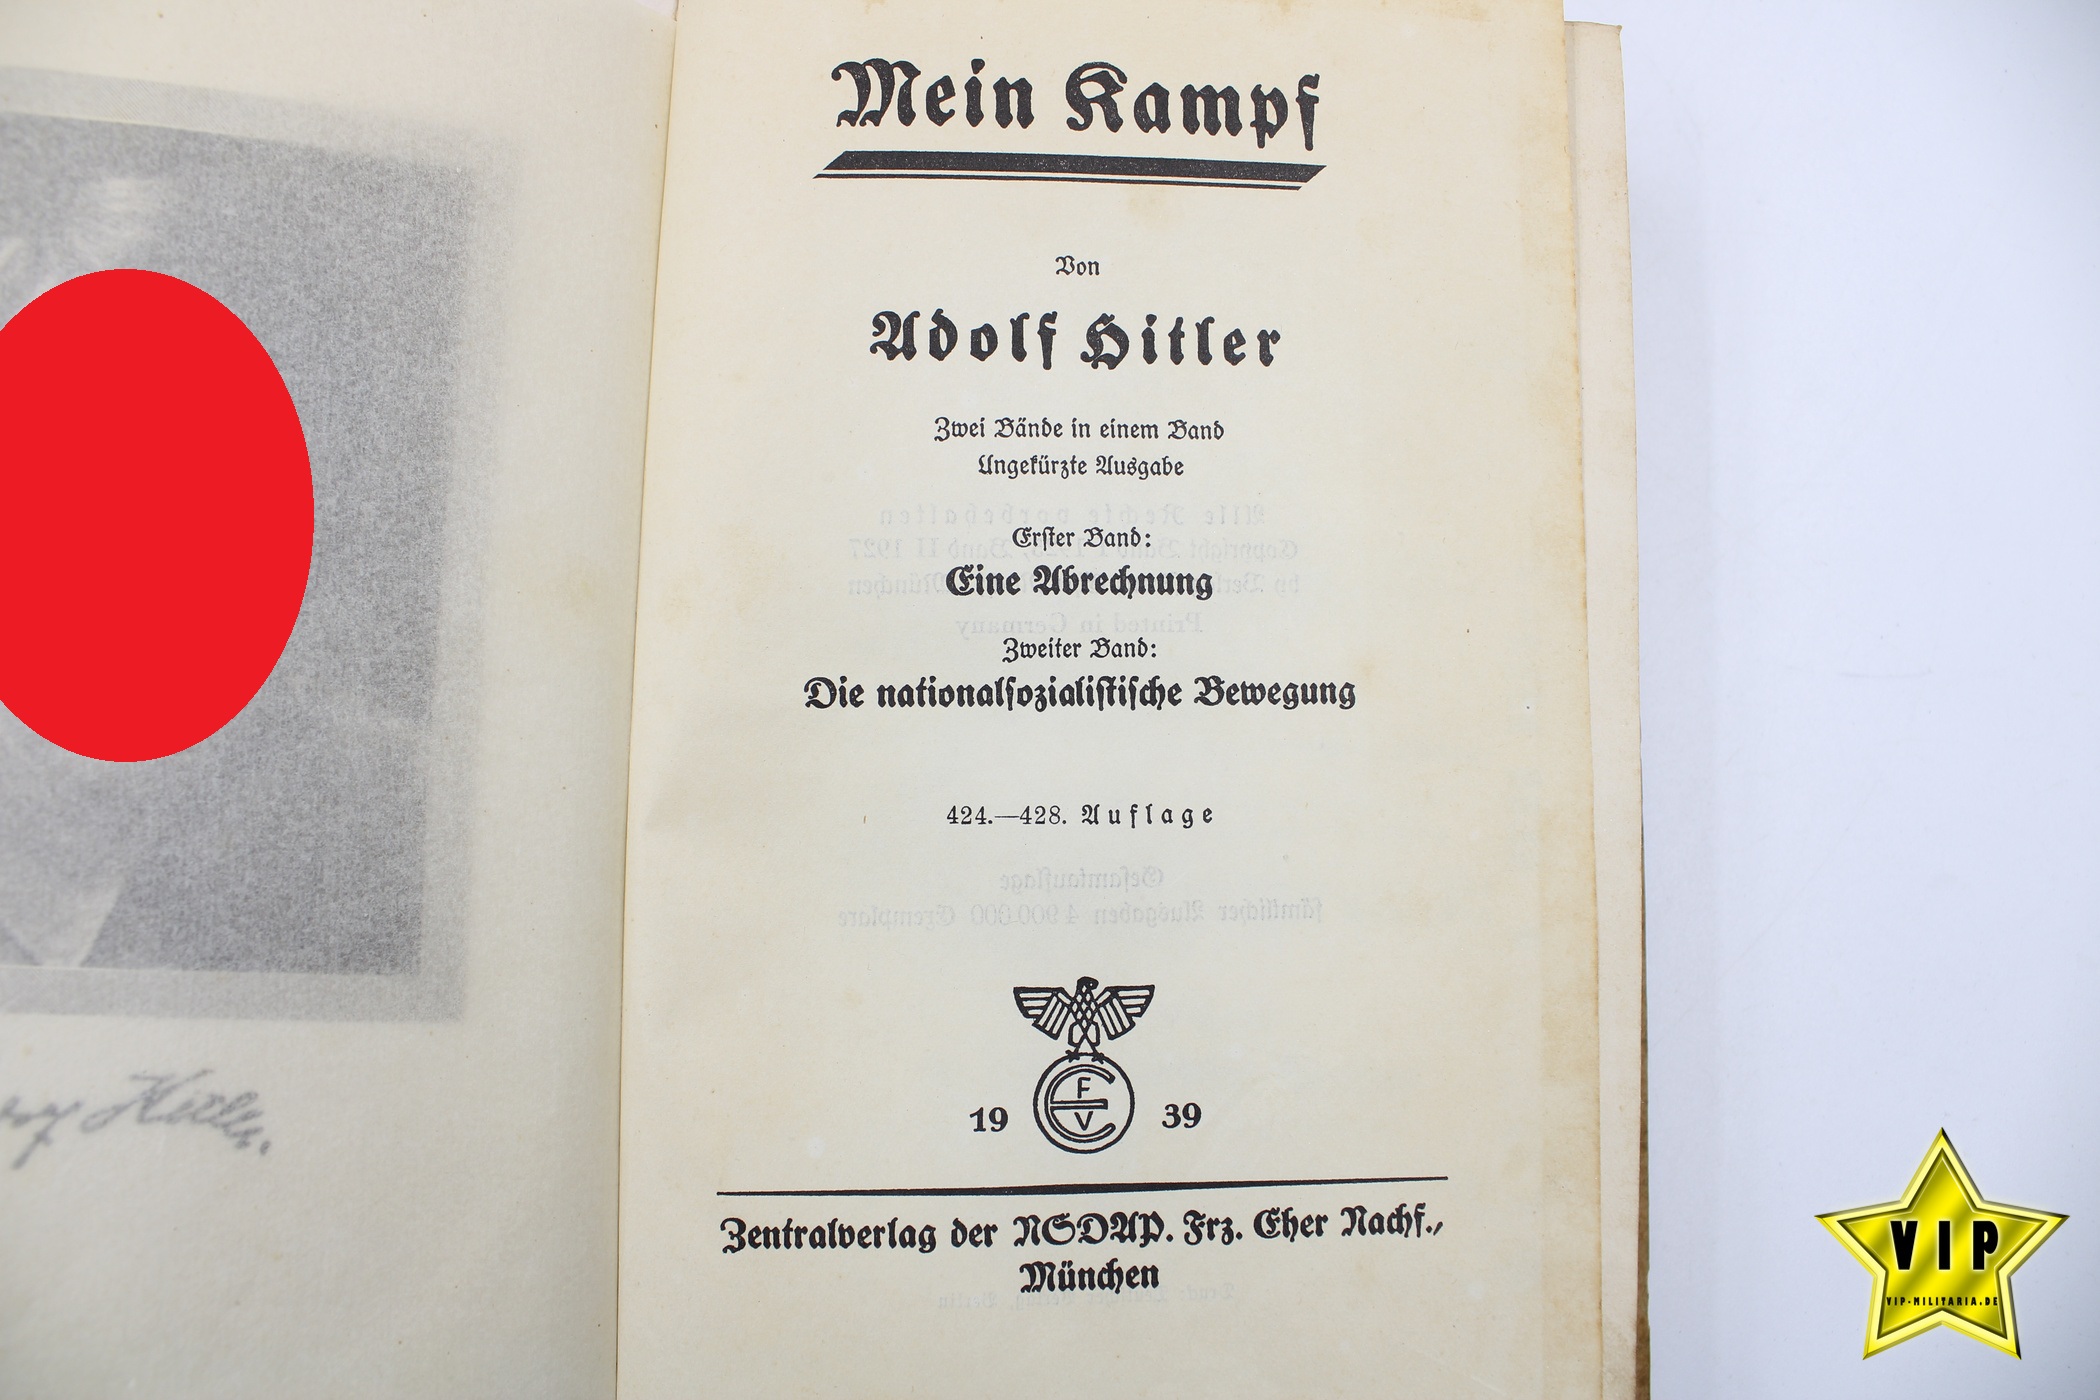 Mein Kampf
Von
Adolf Hitler
Zwei Bände in einem Band
Ungekürzte Ausgabe
Erster Band:
Eine Abrechnung
Zweiter Band:
Die nationalsozialistische Bewegung
424.—428. Auflage
19 F E V 39
Zentralverlag der NSDAP. Frz. Eher Nachf.,
München
Hitler.
VIP
VIP-MILITARIA.DE